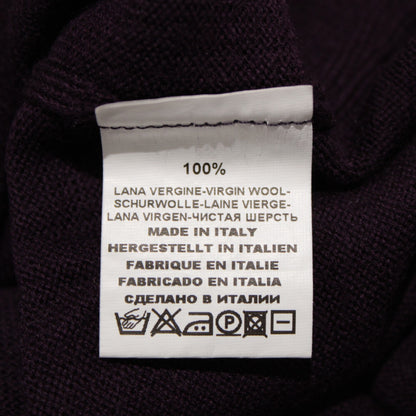 100%
LANA VERGINE-VIRGIN WOOL-
SCHURWOLLE-LAINE VIERGE-
LANA VIRGEN-ЧИСТАЯ ШЕРСТЬ
MADE IN ITALY
HERGESTELLT IN ITALIEN
FABRIQUE EN ITALIE
FABRICADO EN ITALIA
СДЕЛАНО В ИТАЛИИ
P